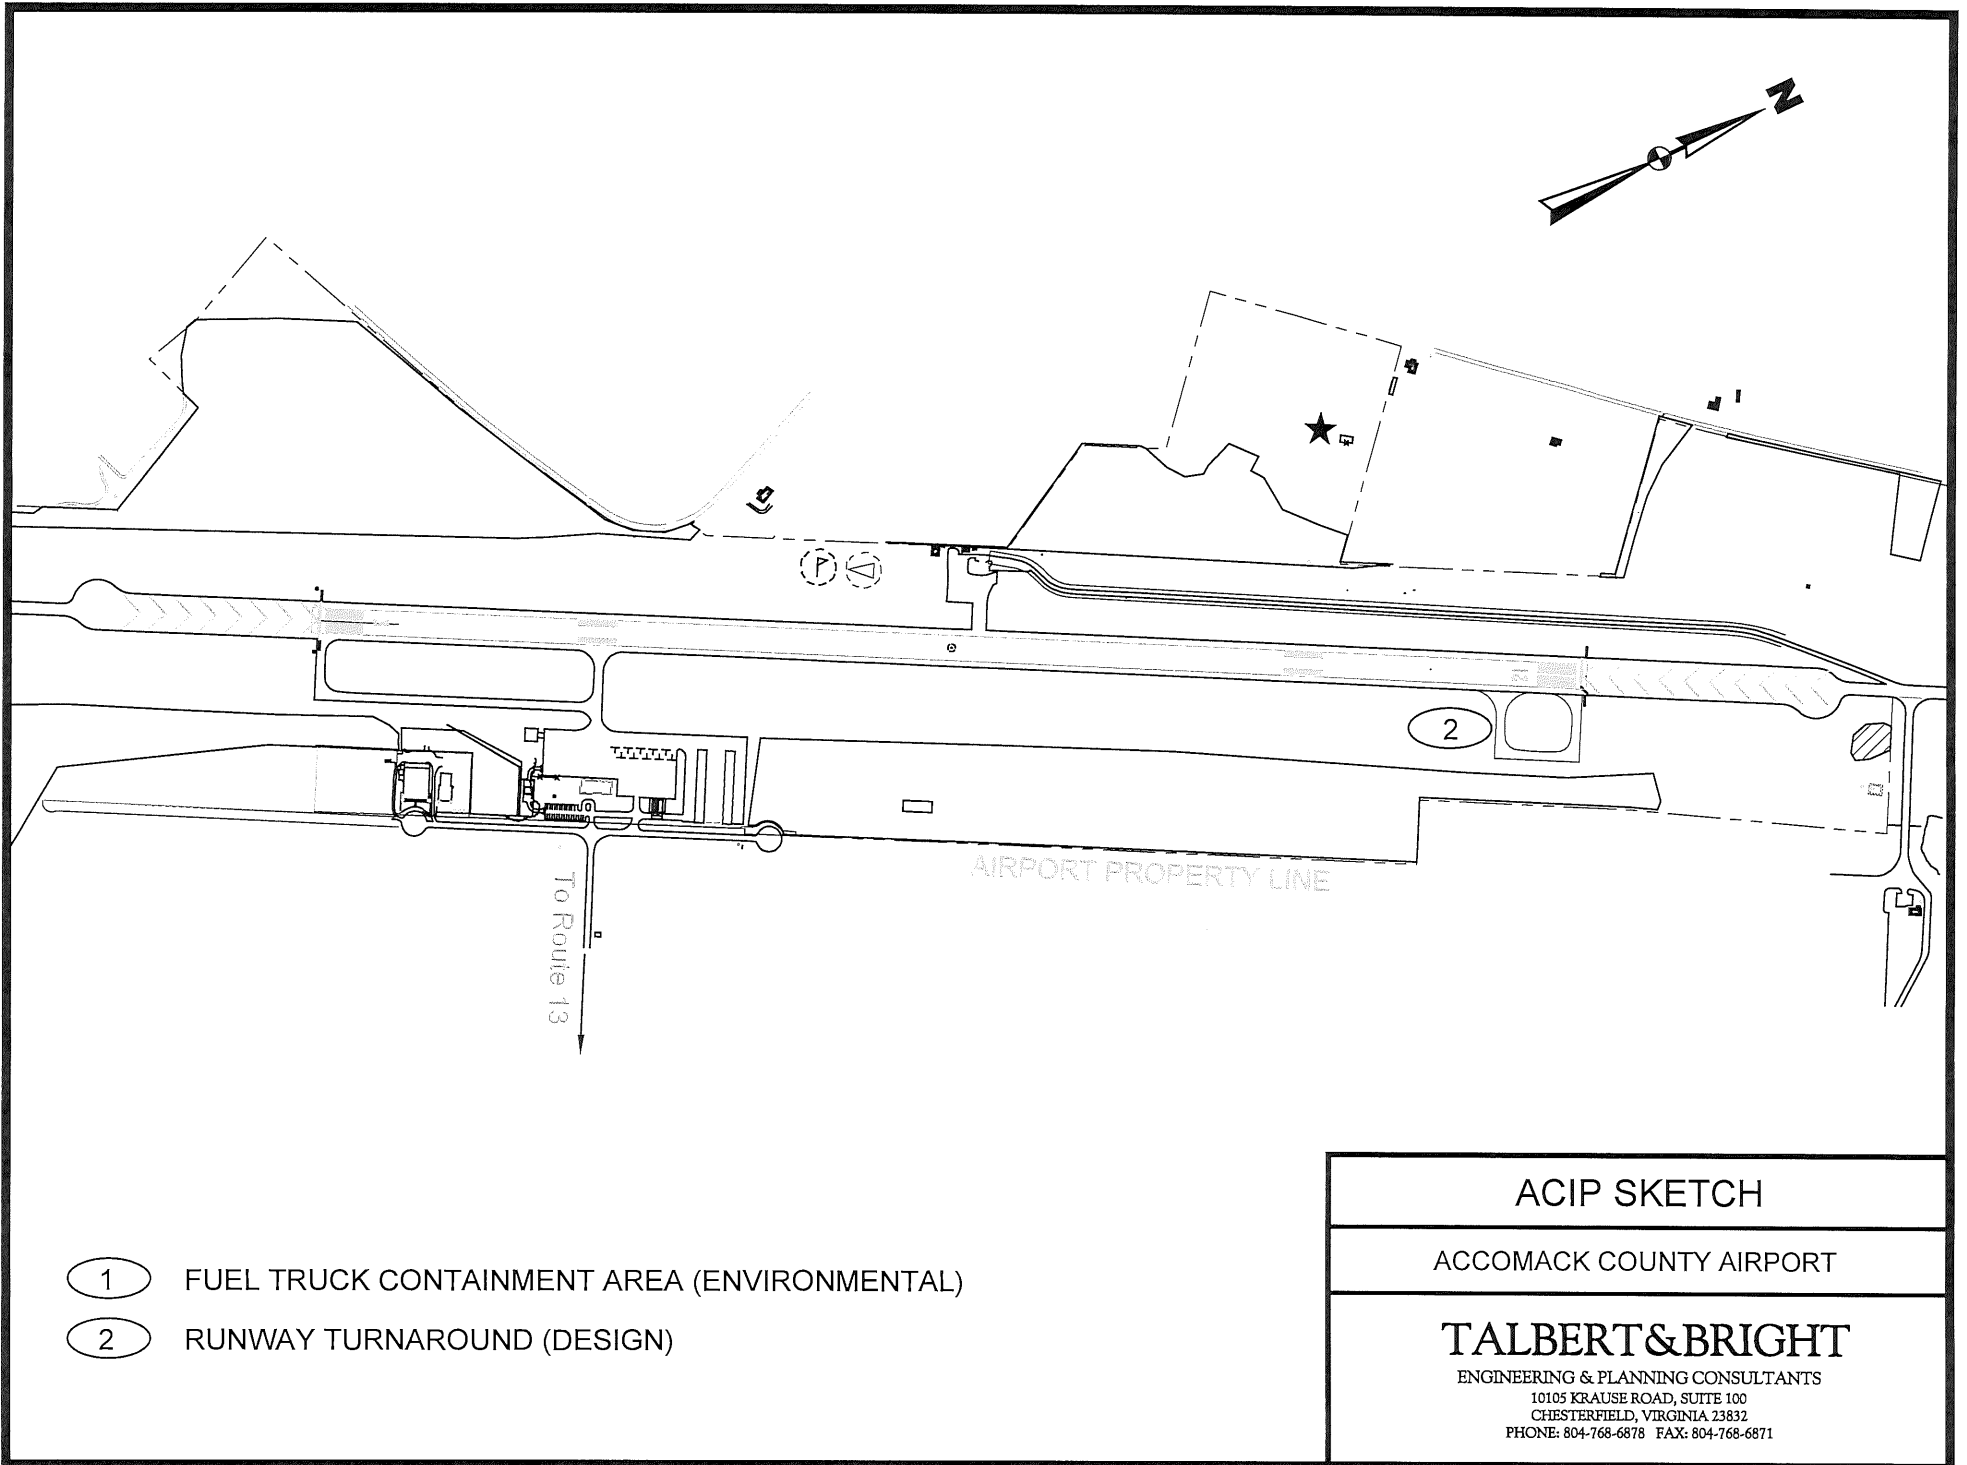 N
21
2
AIRPORT PROPERTY LINE
To Route 13
1 FUEL TRUCK CONTAINMENT AREA (ENVIRONMENTAL)
2 RUNWAY TURNAROUND (DESIGN)
ACIP SKETCH
ACCOMACK COUNTY AIRPORT
TALBERT&BRIGHT
ENGINEERING & PLANNING CONSULTANTS
10105 KRAUSE ROAD, SUITE 100
CHESTERFIELD, VIRGINIA 23832
PHONE: 804-768-6878 FAX: 804-768-6871